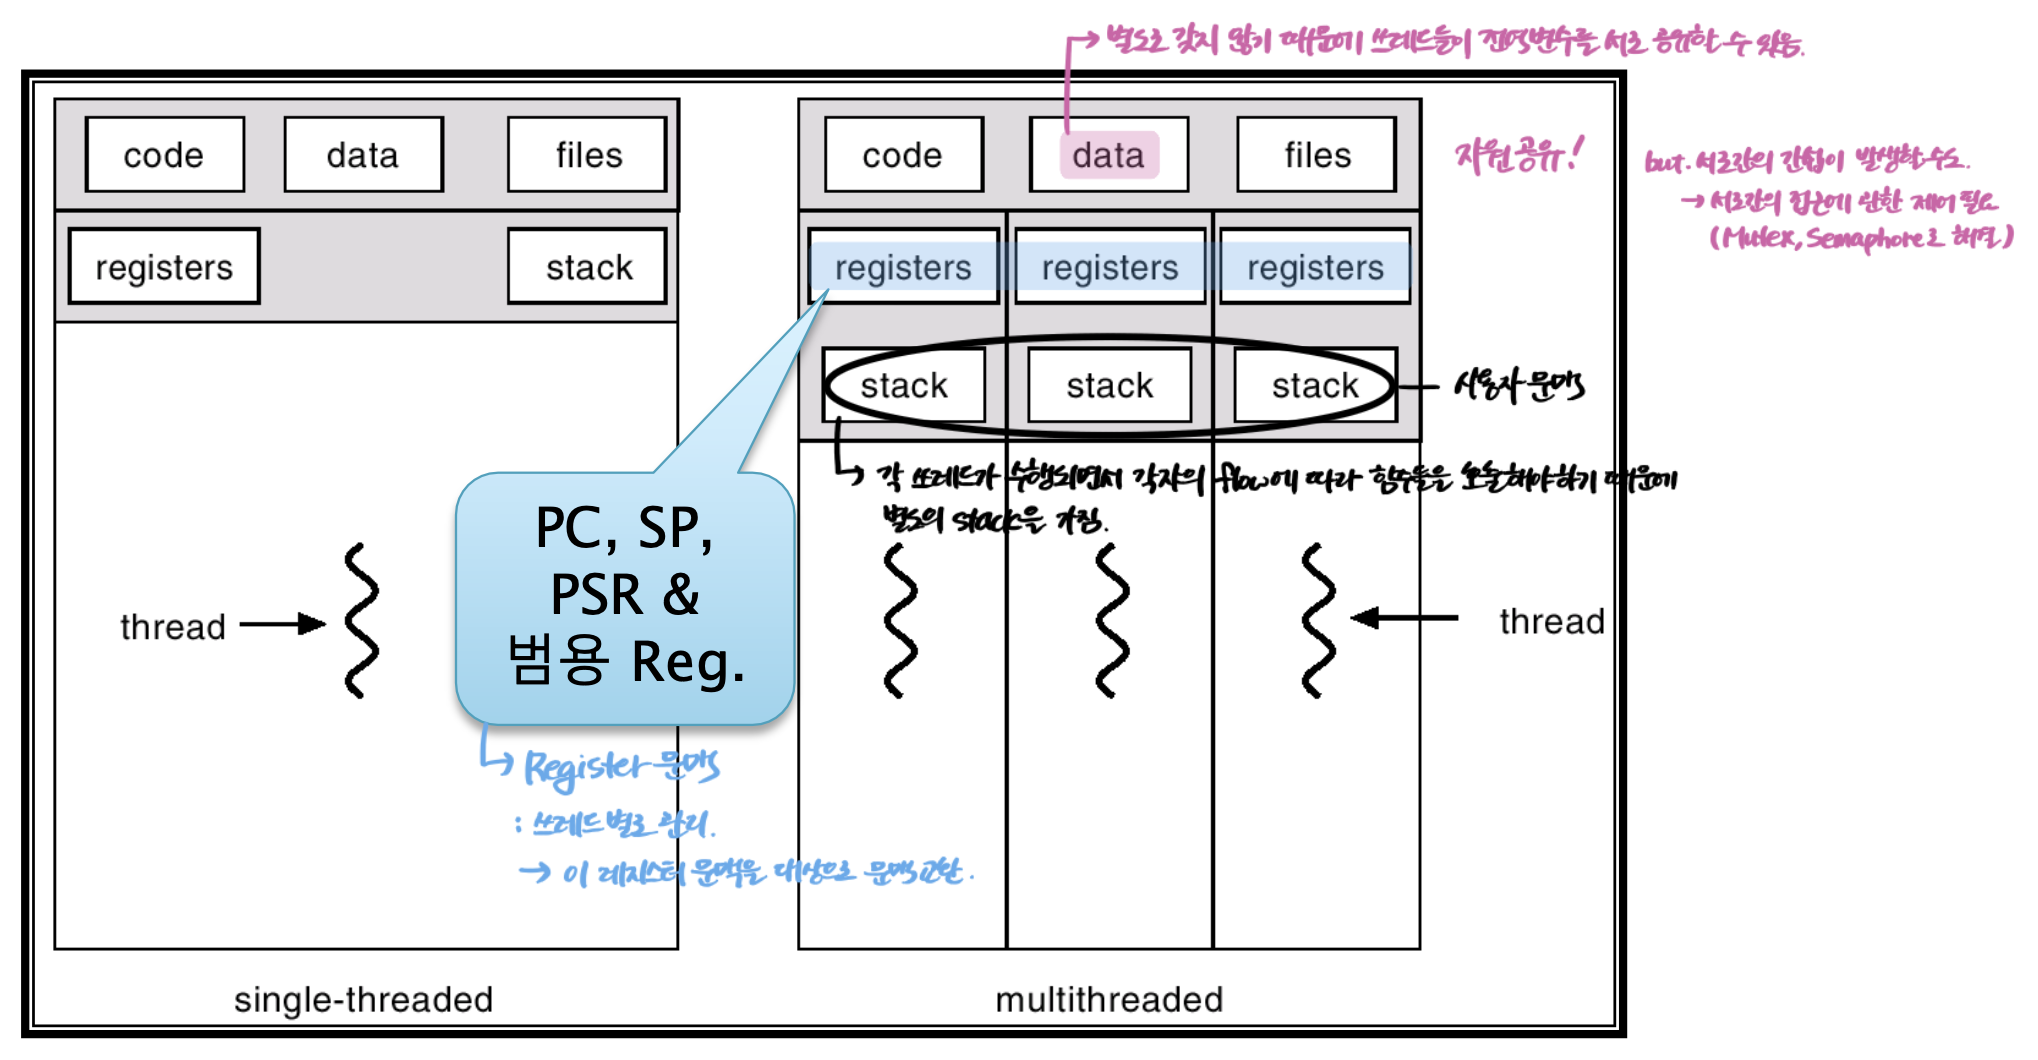 별도로 갖지 않기 때문에 쓰레드들이 전역변수를 서로 공유할 수 있음.
code data files
code data files
자원공유!
but. 서로간의 간섭이 발생할수도.
→ 서로간의 접근에 관한 제어 필요
(Mutex, Semaphore로 해결)
registers stack
registers registers registers
stack stack stack
사용자 문맥
각 쓰레드가 수행되면서 각자의 flow에 따라 함수들을 호출해야하기 때문에
별도의 stack을 가짐.
PC, SP,
PSR &
범용 Reg.
thread
thread
Register 문맥
: 쓰레드별로 관리.
→ 이 레지스터 문맥을 대상으로 문맥교환.
single-threaded
multithreaded